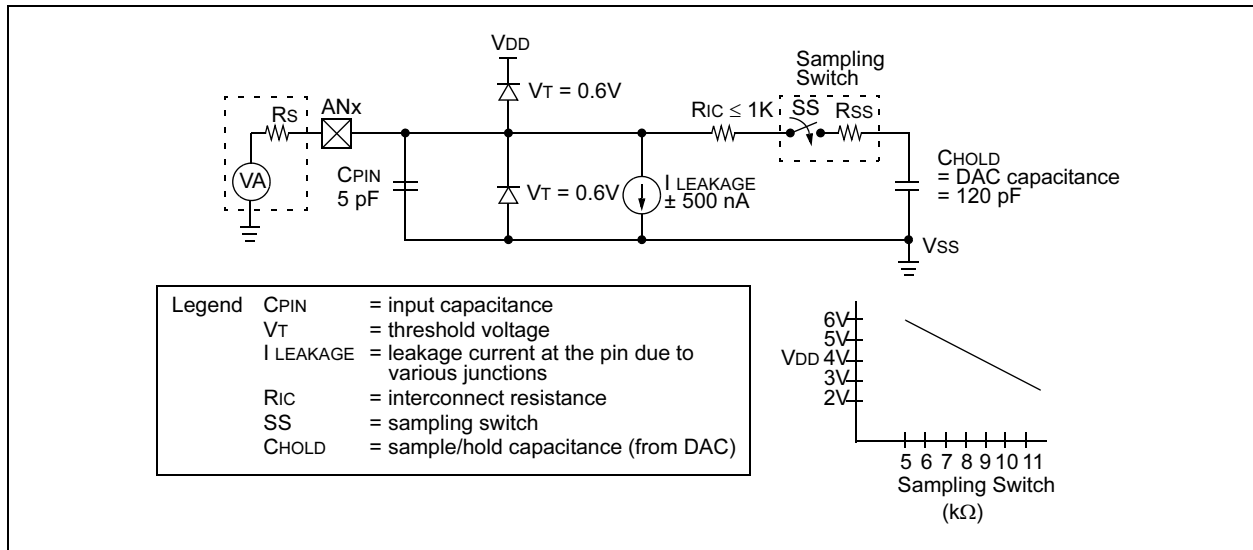 VDD
VT = 0.6V
Sampling
Switch
RS
ANx
RIC ≤ 1K
SS
RSS
VA
CPIN
5 pF
VT = 0.6V
I LEAKAGE
± 500 nA
CHOLD
= DAC capacitance
= 120 pF
VSS
Legend CPIN = input capacitance
VT = threshold voltage
I LEAKAGE = leakage current at the pin due to
various junctions
RIC = interconnect resistance
SS = sampling switch
CHOLD = sample/hold capacitance (from DAC)
6V
5V
VDD 4V
3V
2V
5 6 7 8 9 10 11
Sampling Switch
(kΩ)